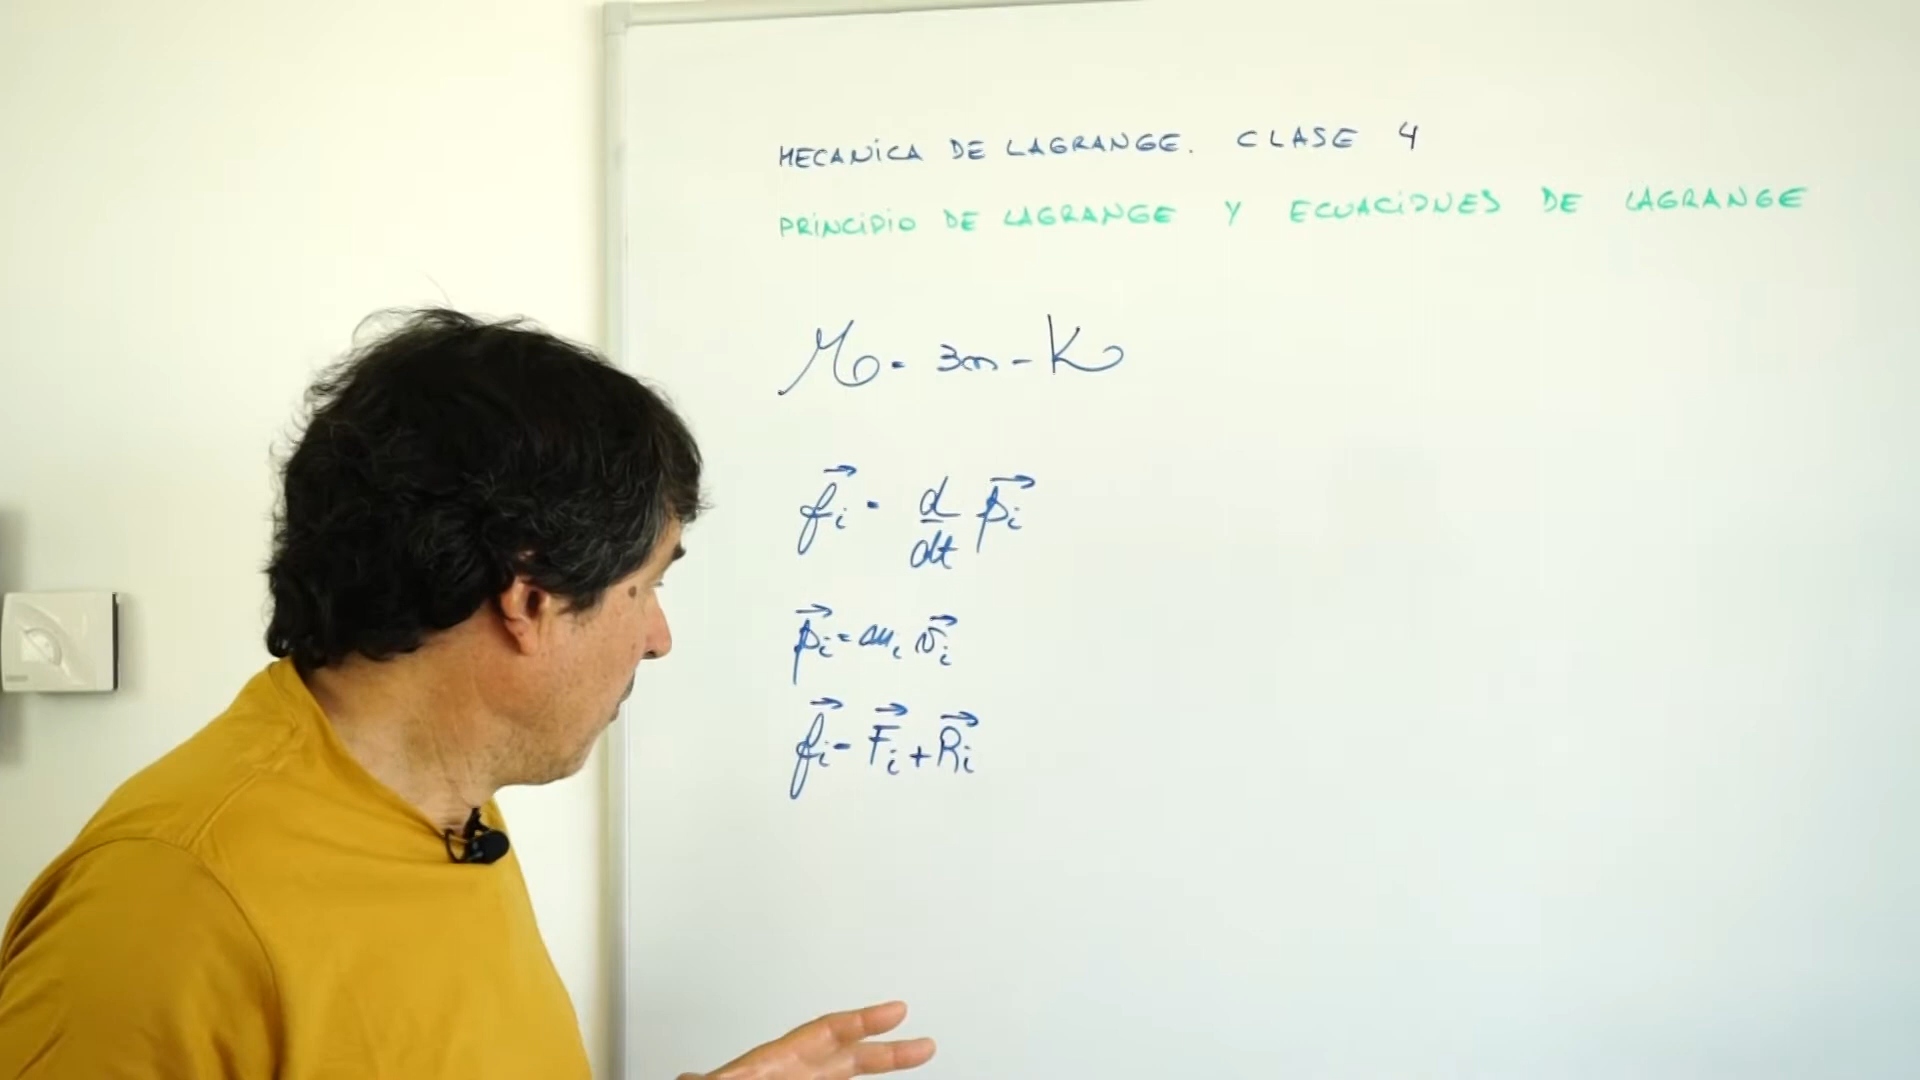 MECANICA DE LAGRANGE. CLASE 4
PRINCIPIO DE LAGRANGE Y ECUACIONES DE LAGRANGE
M = 3n - K
f⃗i = d/dt p⃗i
p⃗i = mi v⃗i
f⃗i = F⃗i + R⃗i